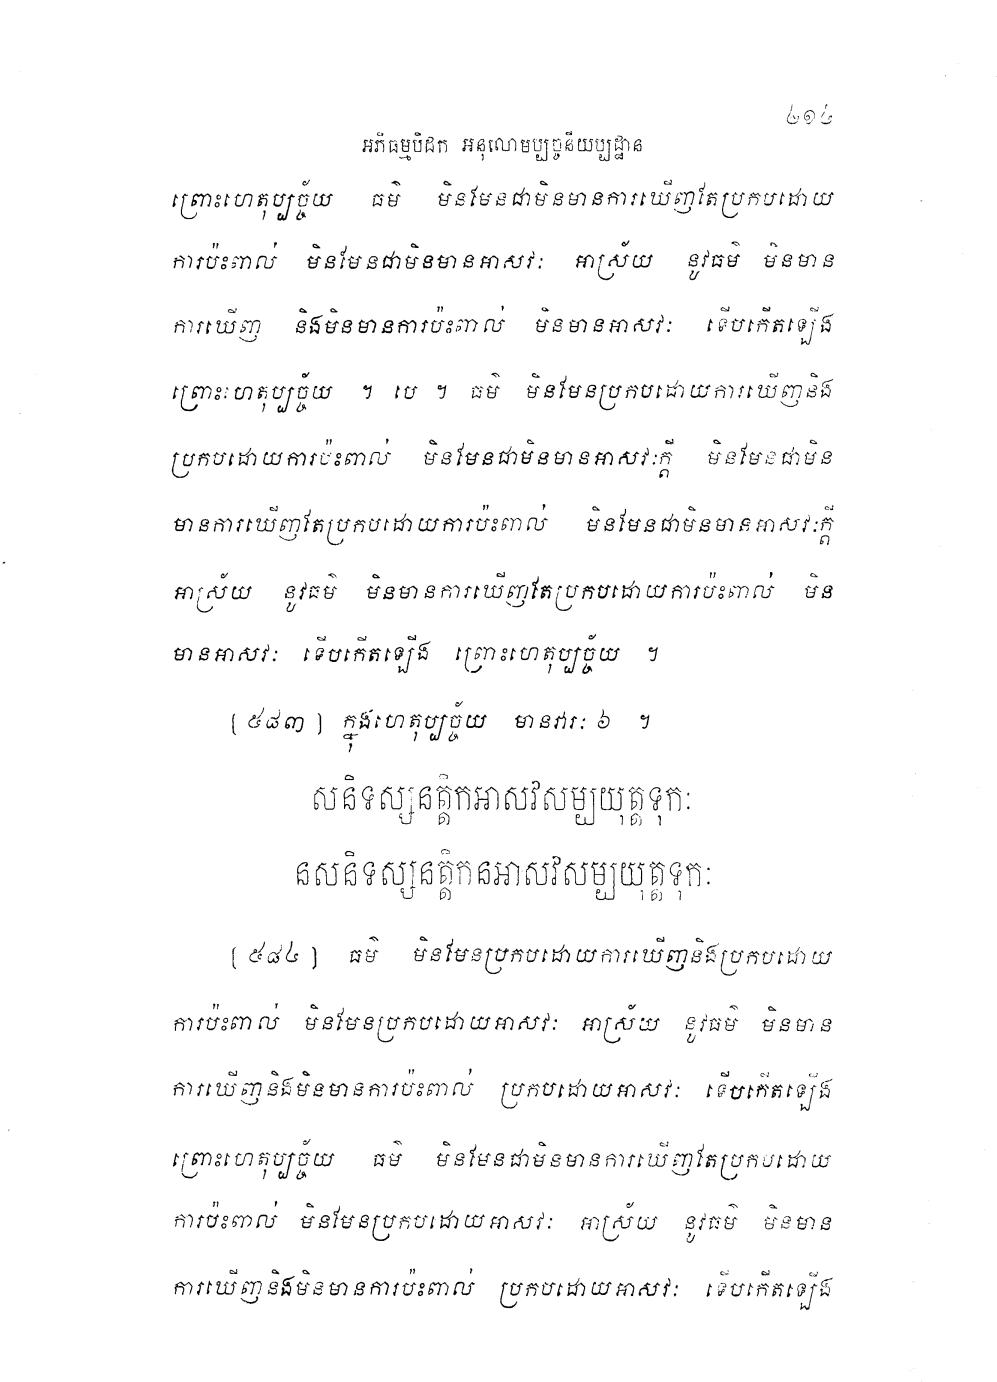 ៤១៤
អភិធម្មបិដក អនុលោមប្បច្ចនីយប្បដ្ឋាន
ព្រោះហេតុប្បច្ច័យ ធម៌ មិនមែនជាមិនមានការឃើញតែប្រកបដោយ
ការប៉ះពាល់ មិនមែនជាមិនមានអាសវៈ អាស្រ័យ នូវធម៌ មិនមាន
ការឃើញ និងមិនមានការប៉ះពាល់ មិនមានអាសវៈ ទើបកើតឡើង
ព្រោះហេតុប្បច្ច័យ ។ បេ ។ ធម៌ មិនមែនប្រកបដោយការឃើញនិង
ប្រកបដោយការប៉ះពាល់ មិនមែនជាមិនមានអាសវៈក្តី មិនមែនជាមិន
មានការឃើញតែប្រកបដោយការប៉ះពាល់ មិនមែនជាមិនមានអាសវៈក្តី
អាស្រ័យ នូវធម៌ មិនមានការឃើញតែប្រកបដោយការប៉ះពាល់ មិន
មានអាសវៈ ទើបកើតឡើង ព្រោះហេតុប្បច្ច័យ ។
(៥៨៣) ក្នុងហេតុប្បច្ច័យ មានវារៈ ៦ ។
សនិទស្សនត្តិកអាសវសម្បយុត្តទុកៈ
នសនិទស្សនត្តិកនអាសវសម្បយុត្តទុកៈ
(៥៨៤) ធម៌ មិនមែនប្រកបដោយការឃើញនិងប្រកបដោយ
ការប៉ះពាល់ មិនមែនប្រកបដោយអាសវៈ អាស្រ័យ នូវធម៌ មិនមាន
ការឃើញនិងមិនមានការប៉ះពាល់ ប្រកបដោយអាសវៈ ទើបកើតឡើង
ព្រោះហេតុប្បច្ច័យ ធម៌ មិនមែនជាមិនមានការឃើញតែប្រកបដោយ
ការប៉ះពាល់ មិនមែនប្រកបដោយអាសវៈ អាស្រ័យ នូវធម៌ មិនមាន
ការឃើញនិងមិនមានការប៉ះពាល់ ប្រកបដោយអាសវៈ ទើបកើតឡើង